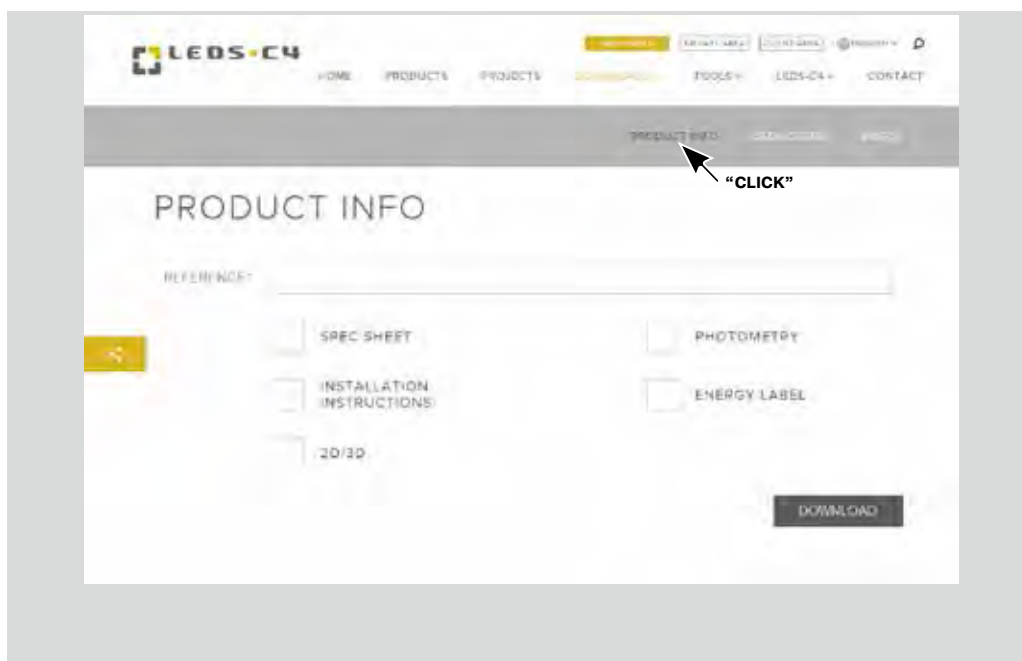 LEDS-C4
HOME PRODUCTS PROJECTS TOOLS LEDS-C4 CONTACT
PRODUCT INFO
“CLICK”
PRODUCT INFO
REFERENCE*
SPEC SHEET
PHOTOMETRY
INSTALLATION
INSTRUCTIONS
ENERGY LABEL
2D/3D
DOWNLOAD